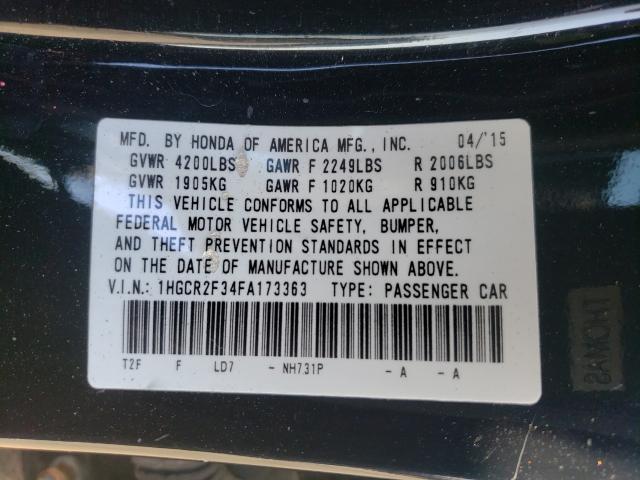 MFD. BY HONDA OF AMERICA MFG., INC. 04/'15
GVWR 4200LBS GAWR F 2249LBS R 2006LBS
GVWR 1905KG GAWR F 1020KG R 910KG
THIS VEHICLE CONFORMS TO ALL APPLICABLE
FEDERAL MOTOR VEHICLE SAFETY, BUMPER,
AND THEFT PREVENTION STANDARDS IN EFFECT
ON THE DATE OF MANUFACTURE SHOWN ABOVE.
V.I.N.: 1HGCR2F34FA173363 TYPE: PASSENGER CAR
T2F F LD7 - NH731P - A - A